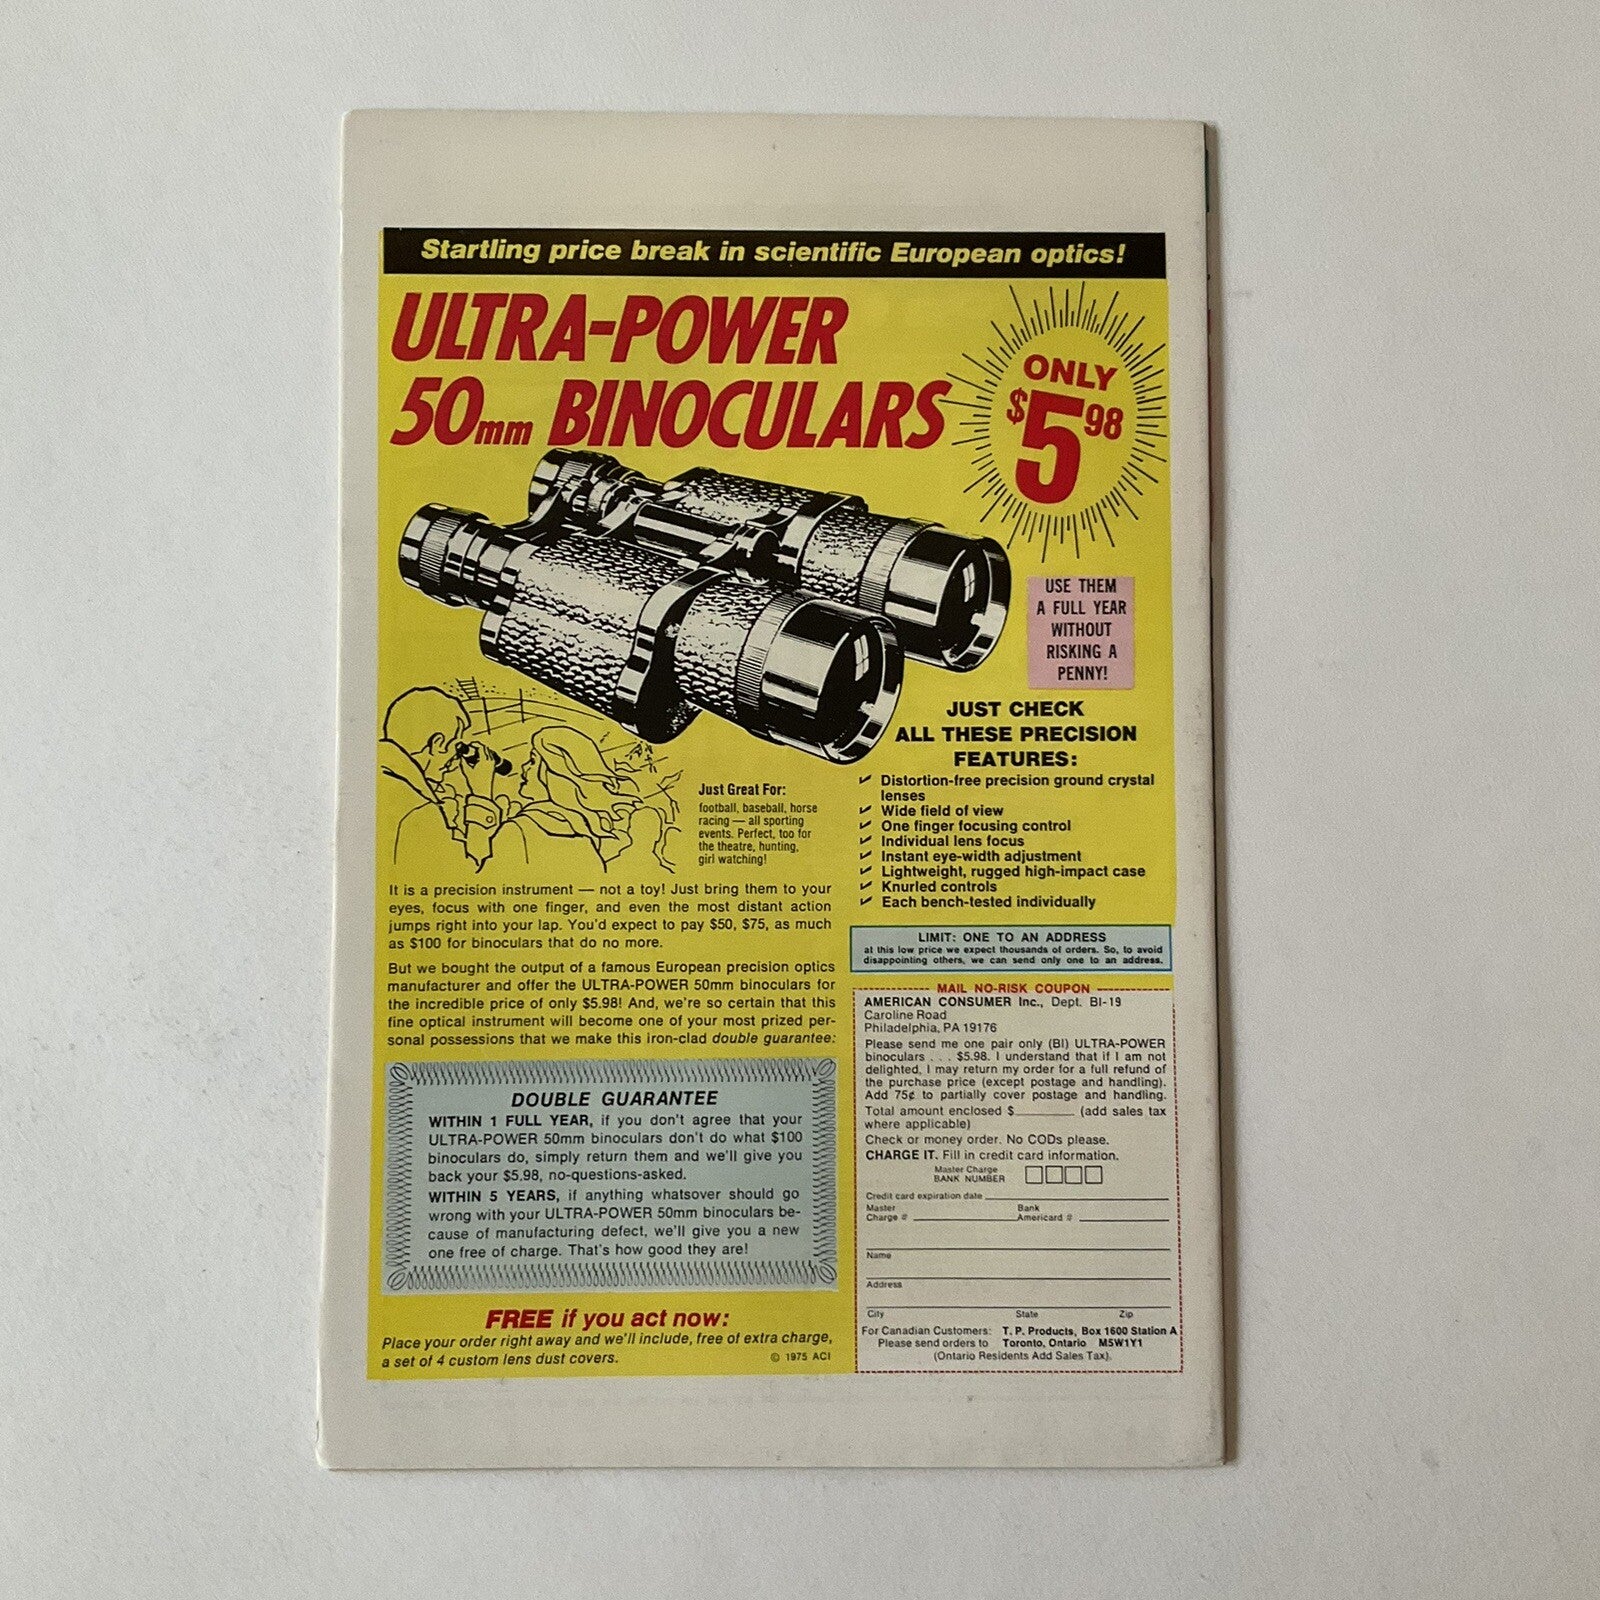 Startling price break in scientific European optics!
ULTRA-POWER
50mm BINOCULARS
ONLY
$5 98
USE THEM
A FULL YEAR
WITHOUT
RISKING A
PENNY!
JUST CHECK
ALL THESE PRECISION
FEATURES:
Distortion-free precision ground crystal
lenses
Wide field of view
One finger focusing control
Individual lens focus
Instant eye-width adjustment
Lightweight, rugged high-impact case
Knurled controls
Each bench-tested individually
Just Great For:
football, baseball, horse
racing — all sporting
events. Perfect, too for
the theatre, hunting,
girl watching!
It is a precision instrument — not a toy! Just bring them to your
eyes, focus with one finger, and even the most distant action
jumps right into your lap. You'd expect to pay $50, $75, as much
as $100 for binoculars that do no more.
But we bought the output of a famous European precision optics
manufacturer and offer the ULTRA-POWER 50mm binoculars for
the incredible price of only $5.98! And, we're so certain that this
fine optical instrument will become one of your most prized per-
sonal possessions that we make this iron-clad double guarantee:
DOUBLE GUARANTEE
WITHIN 1 FULL YEAR, if you don't agree that your
ULTRA-POWER 50mm binoculars don't do what $100
binoculars do, simply return them and we'll give you
back your $5.98, no-questions-asked.
WITHIN 5 YEARS, if anything whatsover should go
wrong with your ULTRA-POWER 50mm binoculars be-
cause of manufacturing defect, we'll give you a new
one free of charge. That's how good they are!
FREE if you act now:
Place your order right away and we'll include, free of extra charge,
a set of 4 custom lens dust covers.
© 1975 ACI
LIMIT: ONE TO AN ADDRESS
at this low price we expect thousands of orders. So, to avoid
disappointing others, we can send only one to an address.
MAIL NO-RISK COUPON
AMERICAN CONSUMER Inc., Dept. BI-19
Caroline Road
Philadelphia, PA 19176
Please send me one pair only (BI) ULTRA-POWER
binoculars . . . $5.98. I understand that if I am not
delighted, I may return my order for a full refund of
the purchase price (except postage and handling).
Add 75¢ to partially cover postage and handling.
Total amount enclosed $________ (add sales tax
where applicable)
Check or money order. No CODs please.
CHARGE IT. Fill in credit card information.
Master Charge
BANK NUMBER
Credit card expiration date
Master Charge #
Bank Americard #
Name
Address
City State Zip
For Canadian Customers: T. P. Products, Box 1600 Station A
Please send orders to Toronto, Ontario M5W1Y1
(Ontario Residents Add Sales Tax).